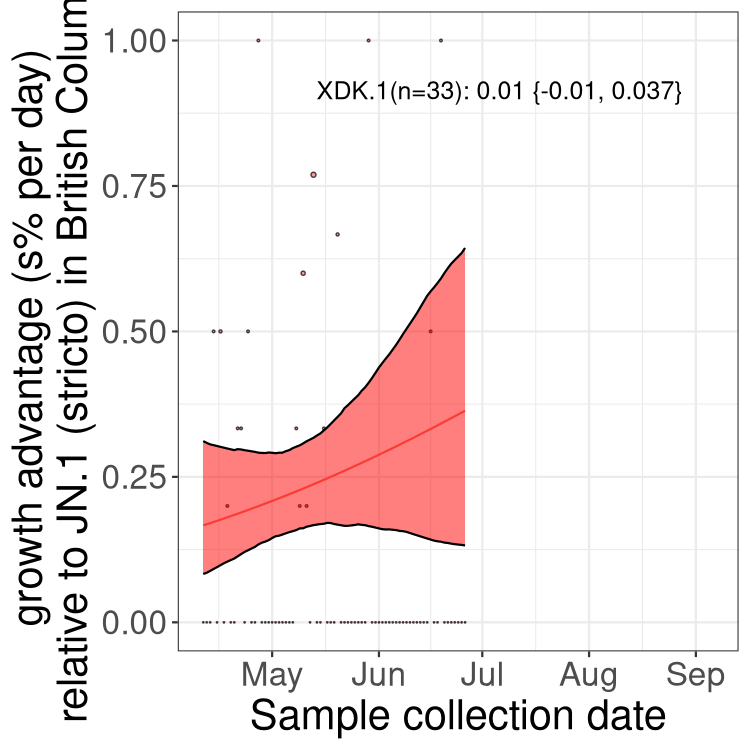 growth advantage (s% per day)
relative to JN.1 (stricto) in British Colum
1.00
0.75
0.50
0.25
0.00
XDK.1(n=33): 0.01 {-0.01, 0.037}
May Jun Jul Aug Sep
Sample collection date